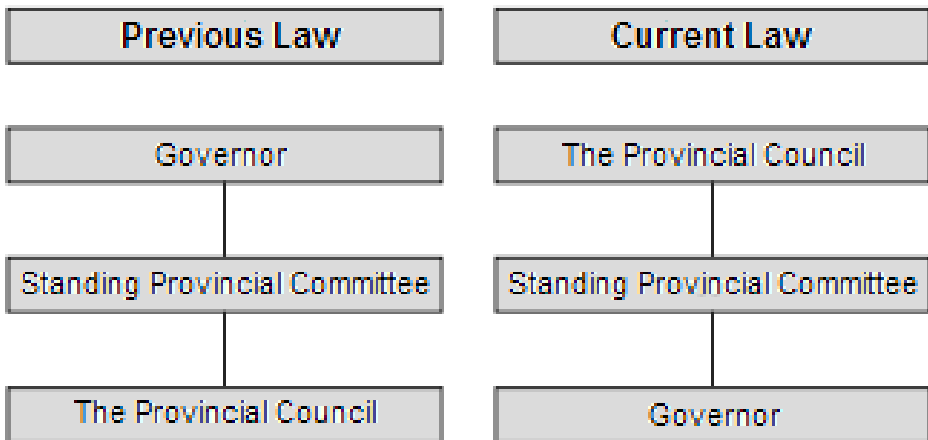 Previous Law
Current Law
Governor
The Provincial Council
Standing Provincial Committee
Standing Provincial Committee
The Provincial Council
Governor